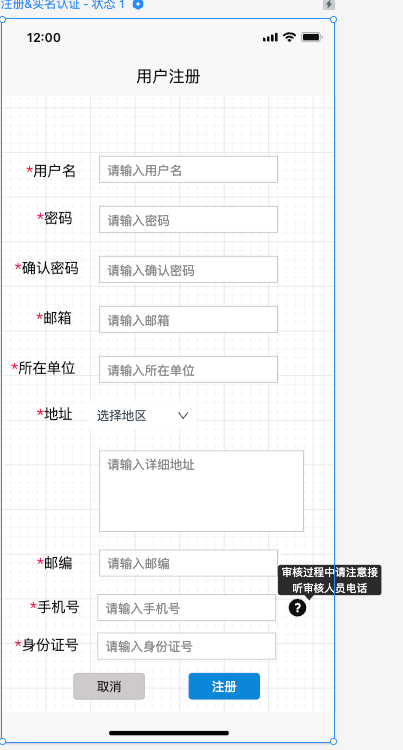 注册&实名认证 - 状态 1
12:00
用户注册
*用户名 请输入用户名
*密码 请输入密码
*确认密码 请输入确认密码
*邮箱 请输入邮箱
*所在单位 请输入所在单位
*地址 选择地区
请输入详细地址
*邮编 请输入邮编
审核过程中请注意接
听审核人员电话
*手机号 请输入手机号 ?
*身份证号 请输入身份证号
取消 注册